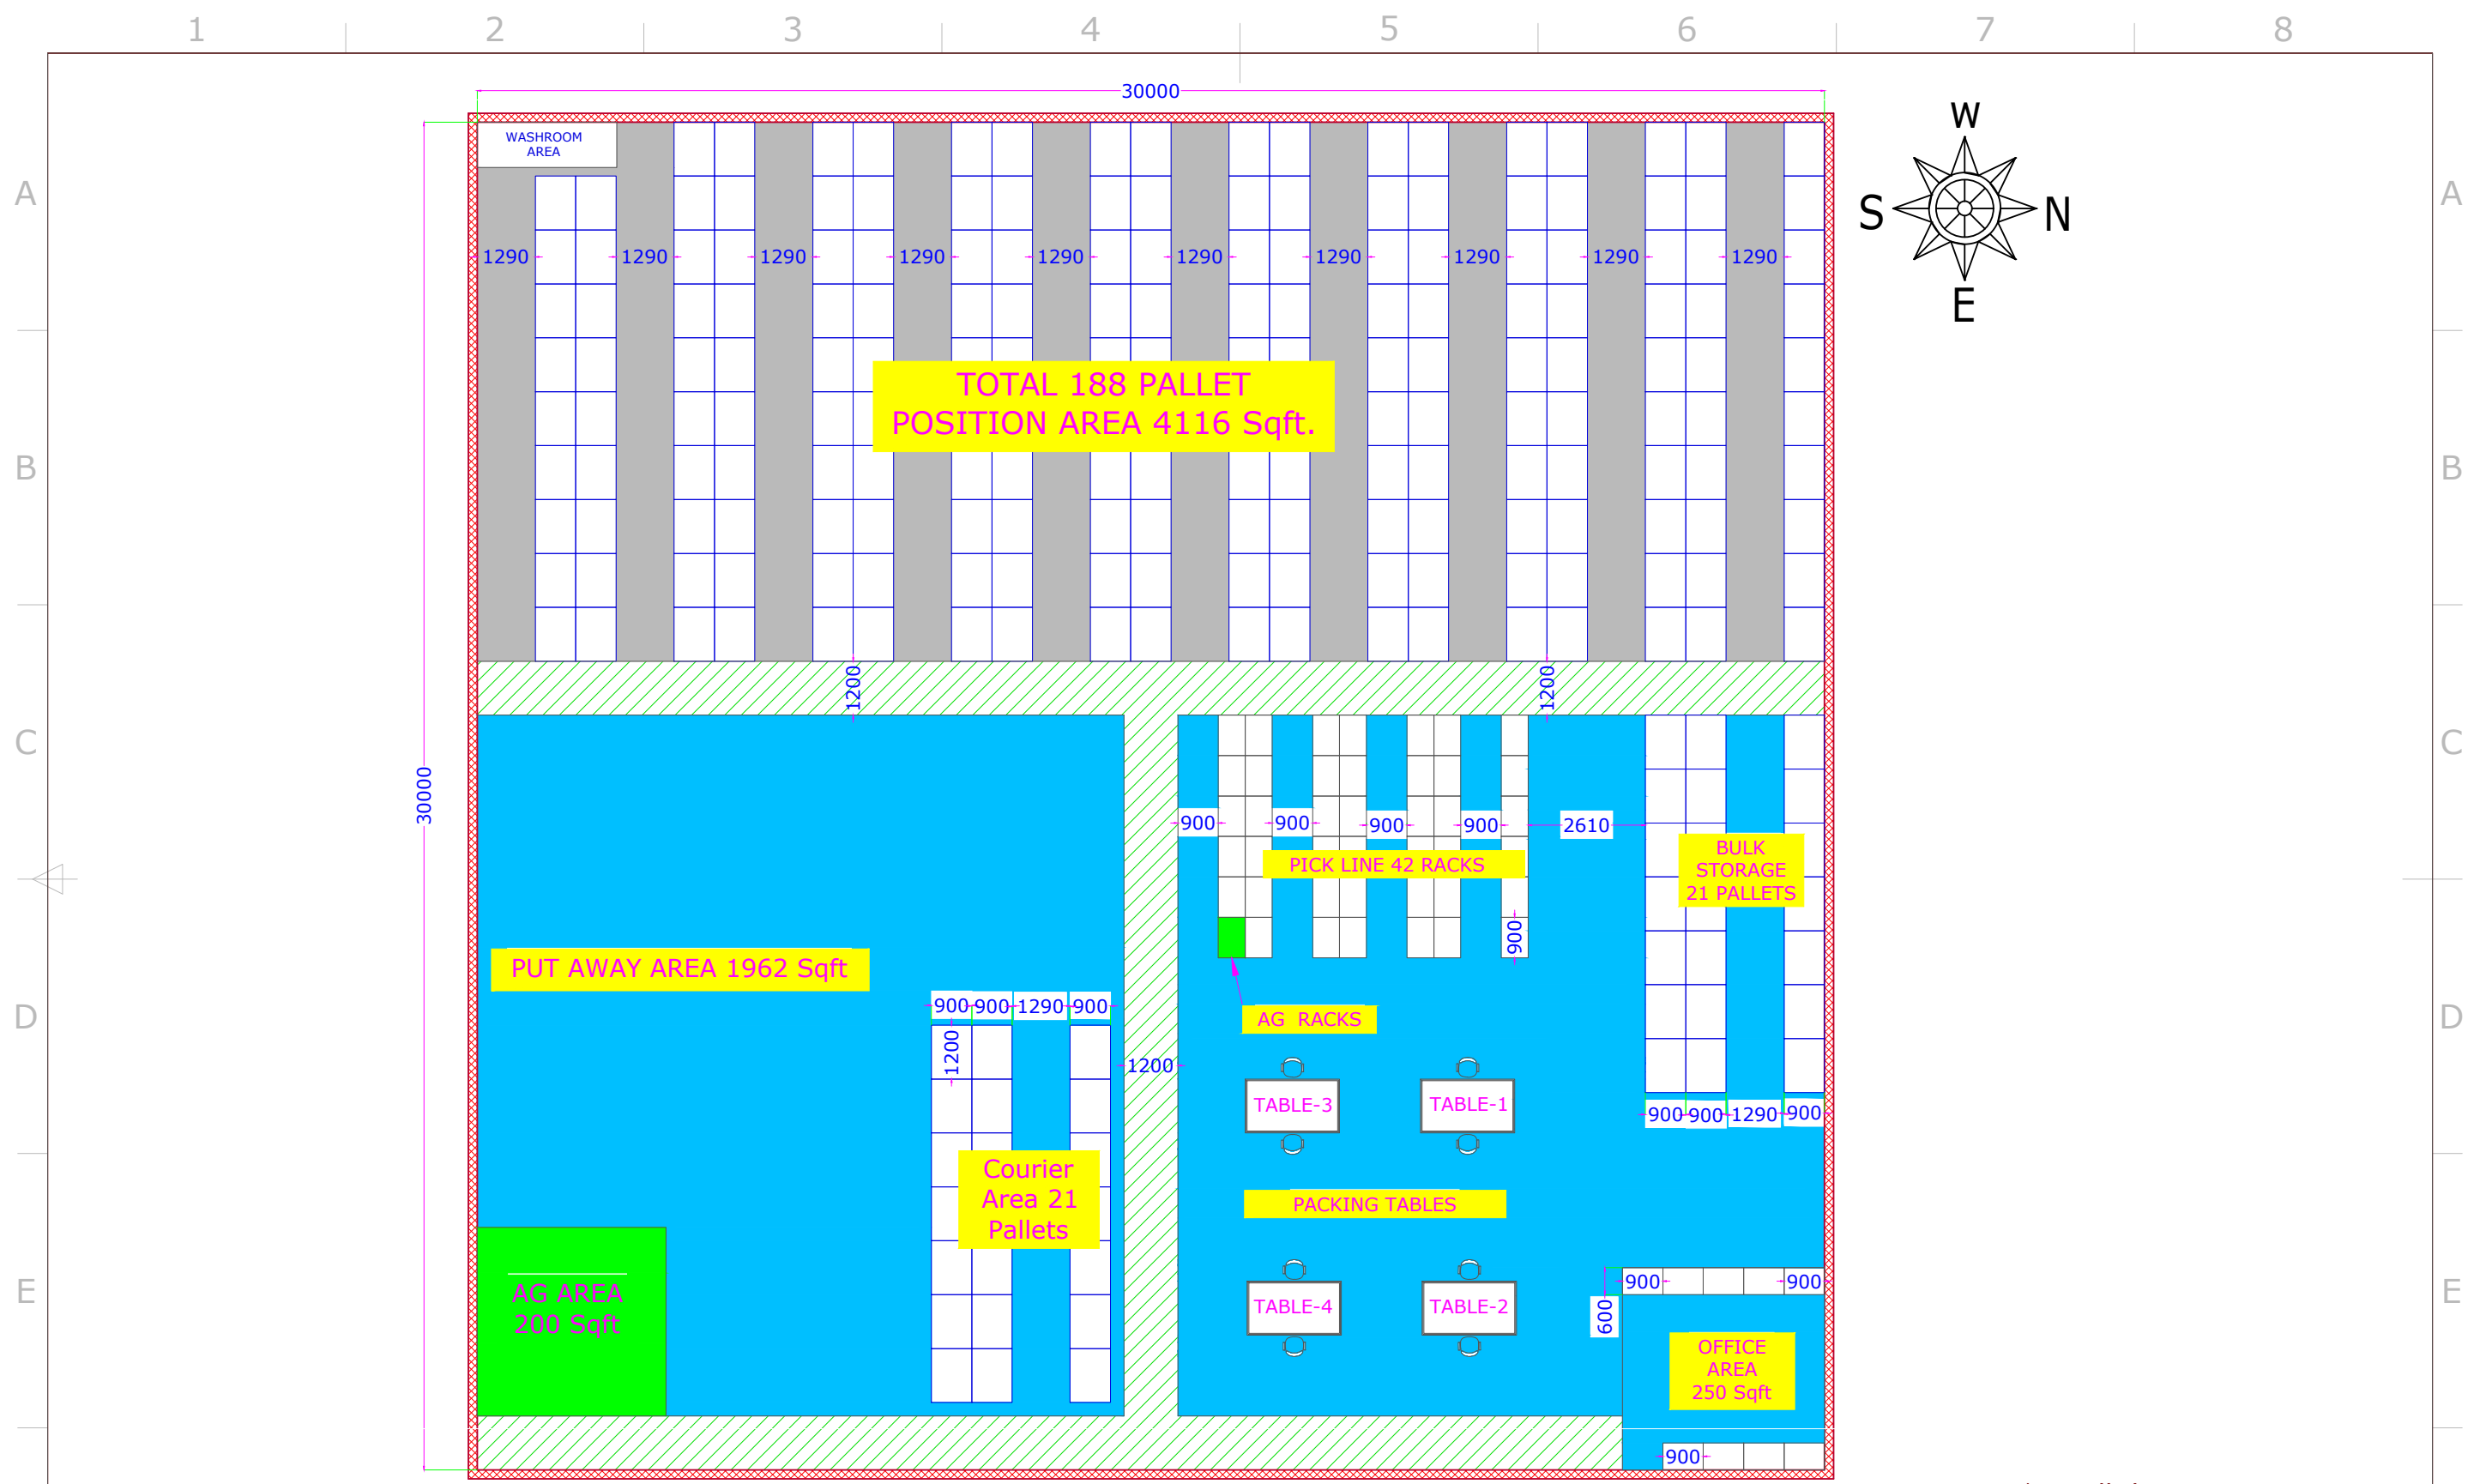 1 2 3 4 5 6 7 8
30000
W
WASHROOM
AREA
A A
S N
1290 1290 1290 1290 1290 1290 1290 1290 1290 1290
E
TOTAL 188 PALLET
POSITION AREA 4116 Sqft.
B B
1200 1200
C C
30000
900 900 900 900 2610
PICK LINE 42 RACKS
BULK
STORAGE
21 PALLETS
900
PUT AWAY AREA 1962 Sqft
900 900 1290 900
AG RACKS
D D
1200
1200
TABLE-3 TABLE-1
900 900 1290 900
Courier
Area 21
Pallets
PACKING TABLES
E E
900 900
AG AREA
200 Sqft
TABLE-4 TABLE-2
600
OFFICE
AREA
250 Sqft
900